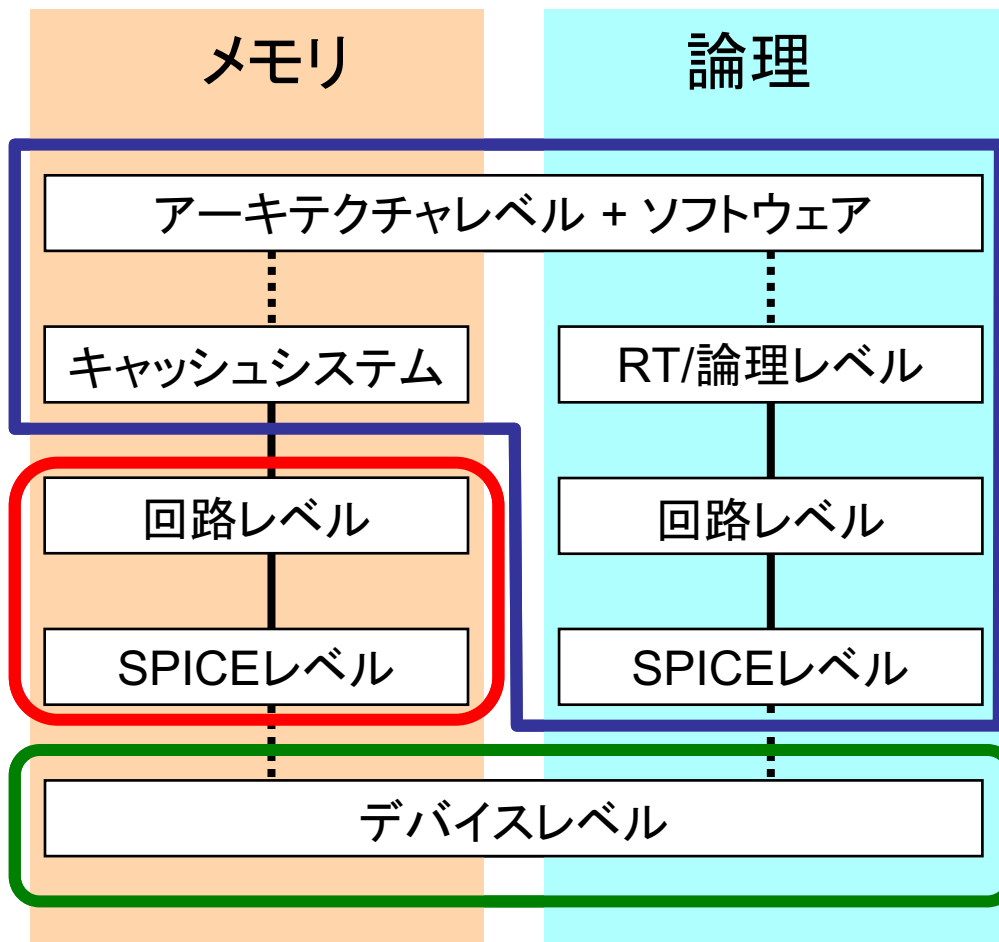 メモリ
論理
アーキテクチャレベル + ソフトウェア
キャッシュシステム
RT/論理レベル
回路レベル
回路レベル
SPICEレベル
SPICEレベル
デバイスレベル